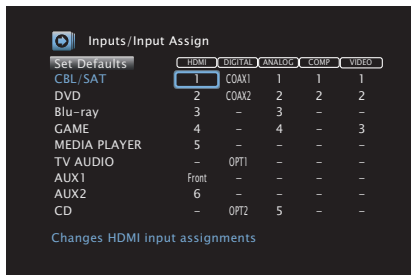 Inputs/Input Assign
Set Defaults HDMI DIGITAL ANALOG COMP VIDEO
CBL/SAT 1 COAX1 1 1 1
DVD 2 COAX2 2 2 2
Blu-ray 3 – 3 – –
GAME 4 – 4 – 3
MEDIA PLAYER 5 – – – –
TV AUDIO – OPT1 – – –
AUX1 Front – – – –
AUX2 6 – – – –
CD – OPT2 5 – –
Changes HDMI input assignments